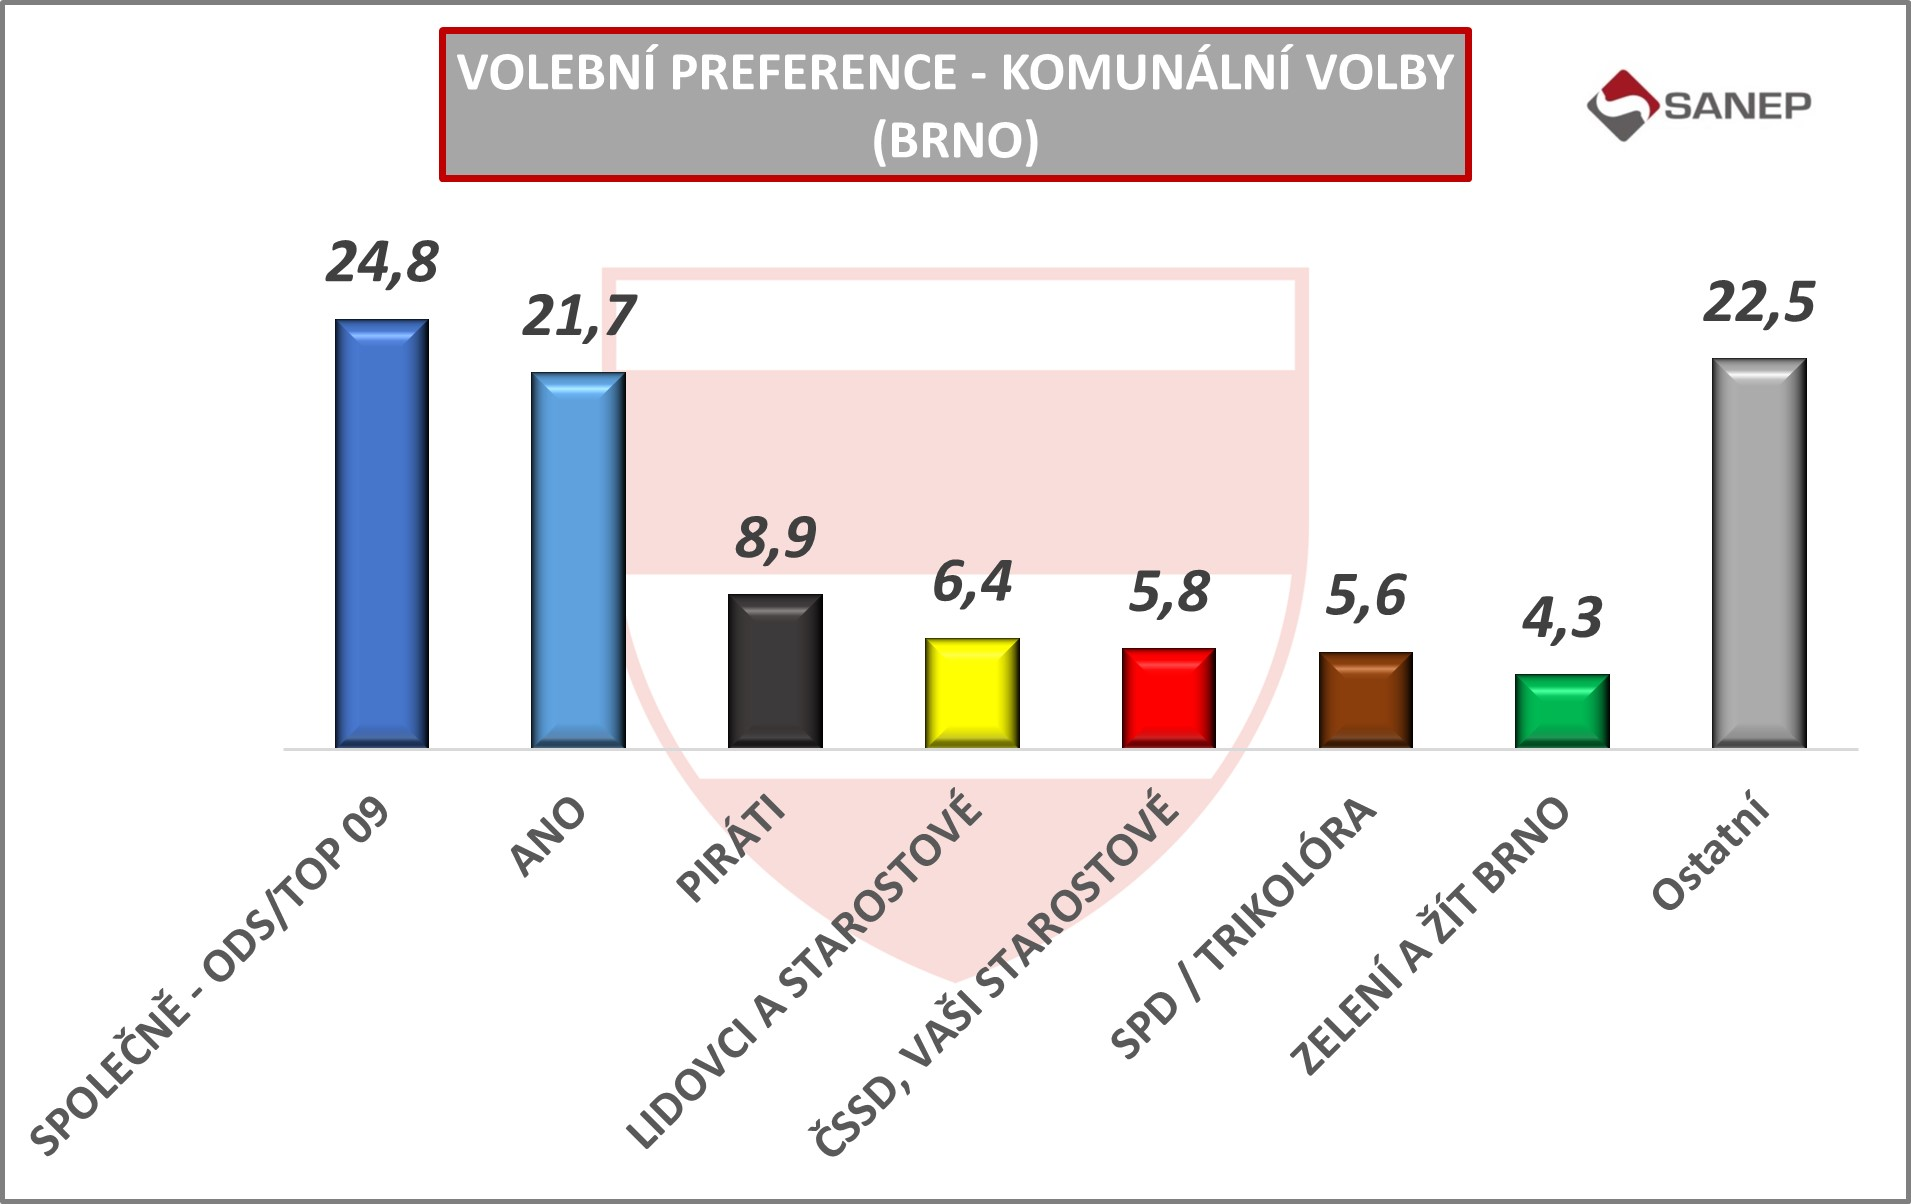 VOLEBNÍ PREFERENCE - KOMUNÁLNÍ VOLBY
(BRNO)
SANEP
24,8
21,7
8,9
6,4
5,8
5,6
4,3
22,5
SPOLEČNĚ - ODS/TOP 09
ANO
PIRÁTI
LIDOVCI A STAROSTOVÉ
ČSSD, VAŠI STAROSTOVÉ
SPD / TRIKOLÓRA
ZELENÍ A ŽÍT BRNO
Ostatní